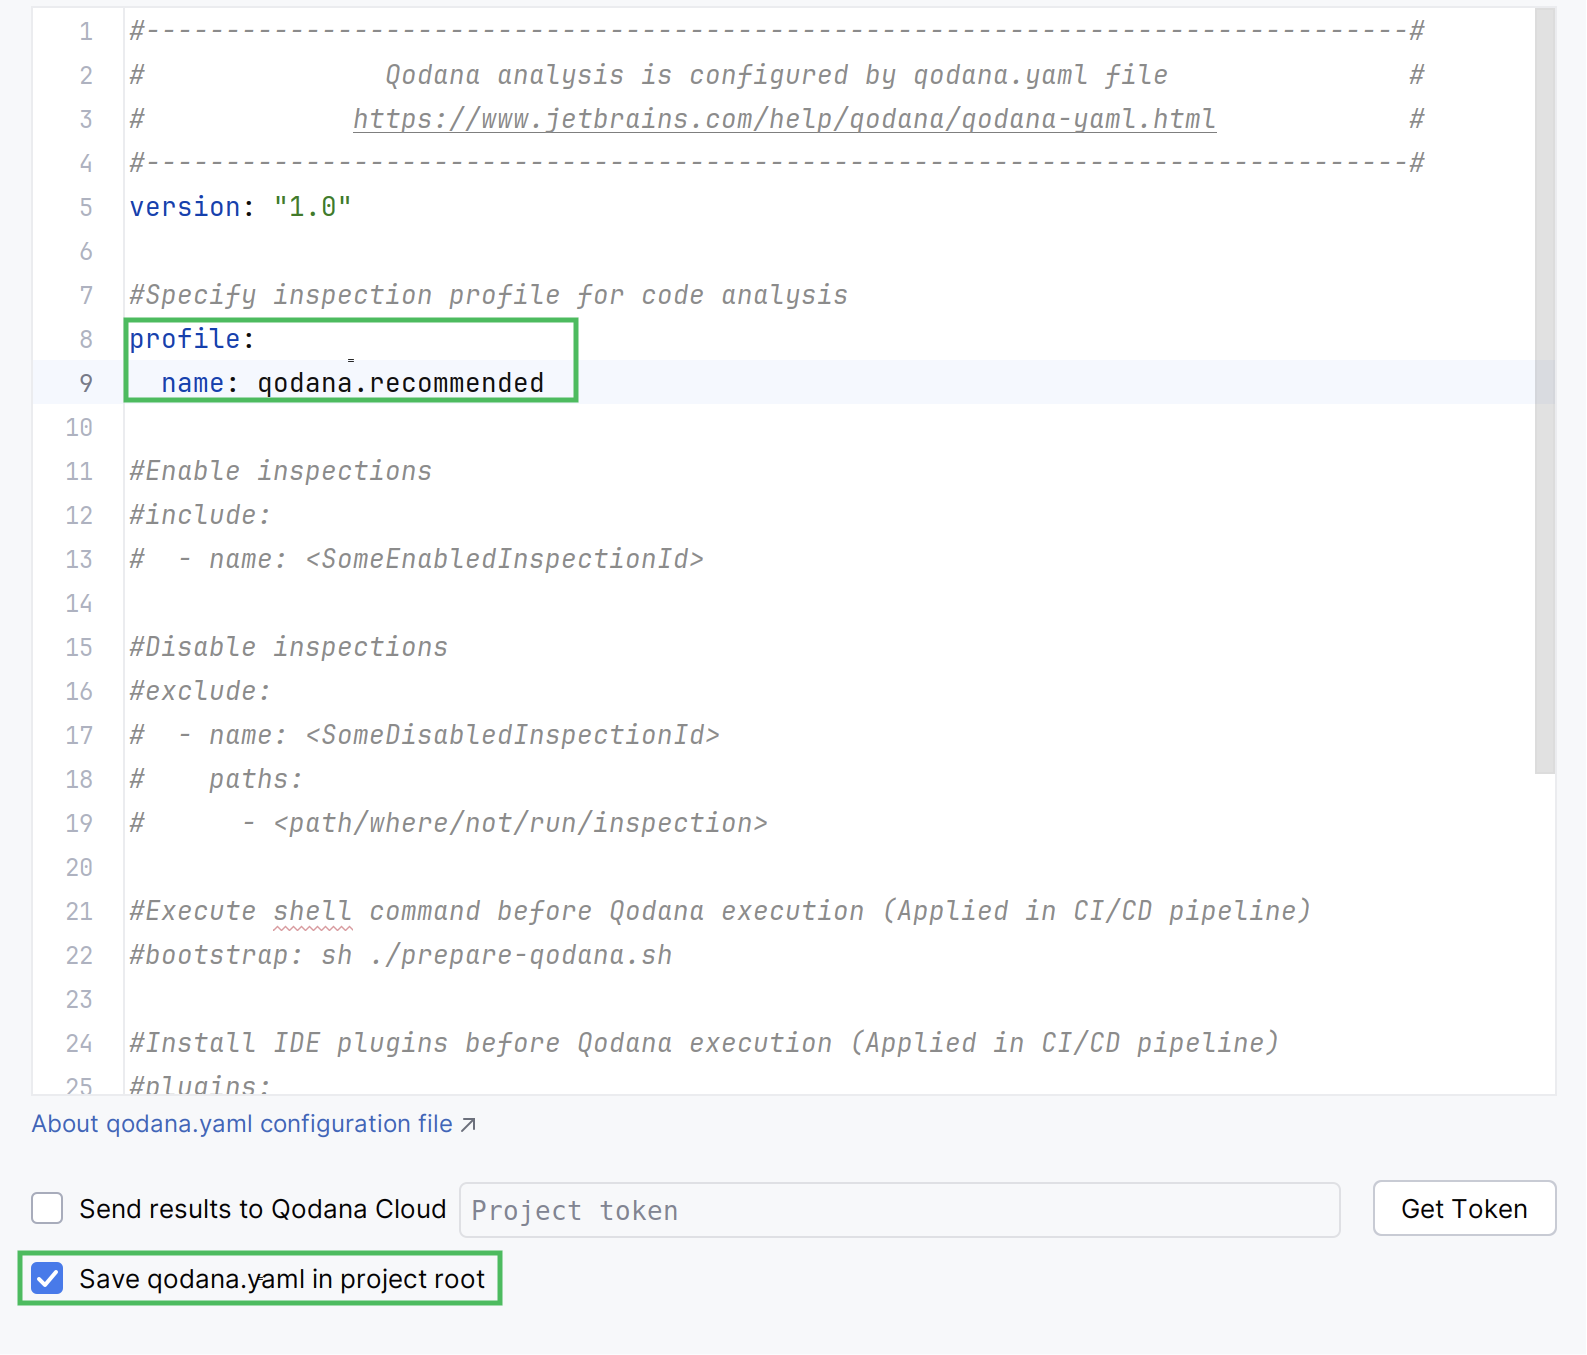 1 #-------------------------------------------------------------------------------#
2 #               Qodana analysis is configured by qodana.yaml file               #
3 #             https://www.jetbrains.com/help/qodana/qodana-yaml.html            #
4 #-------------------------------------------------------------------------------#
5 version: "1.0"
6
7 #Specify inspection profile for code analysis
8 profile:
9   name: qodana.recommended
10
11 #Enable inspections
12 #include:
13 #  - name: <SomeEnabledInspectionId>
14
15 #Disable inspections
16 #exclude:
17 #  - name: <SomeDisabledInspectionId>
18 #    paths:
19 #      - <path/where/not/run/inspection>
20
21 #Execute shell command before Qodana execution (Applied in CI/CD pipeline)
22 #bootstrap: sh ./prepare-qodana.sh
23
24 #Install IDE plugins before Qodana execution (Applied in CI/CD pipeline)
25 #plugins:
About qodana.yaml configuration file ↗
Send results to Qodana Cloud Project token Get Token
Save qodana.yaml in project root